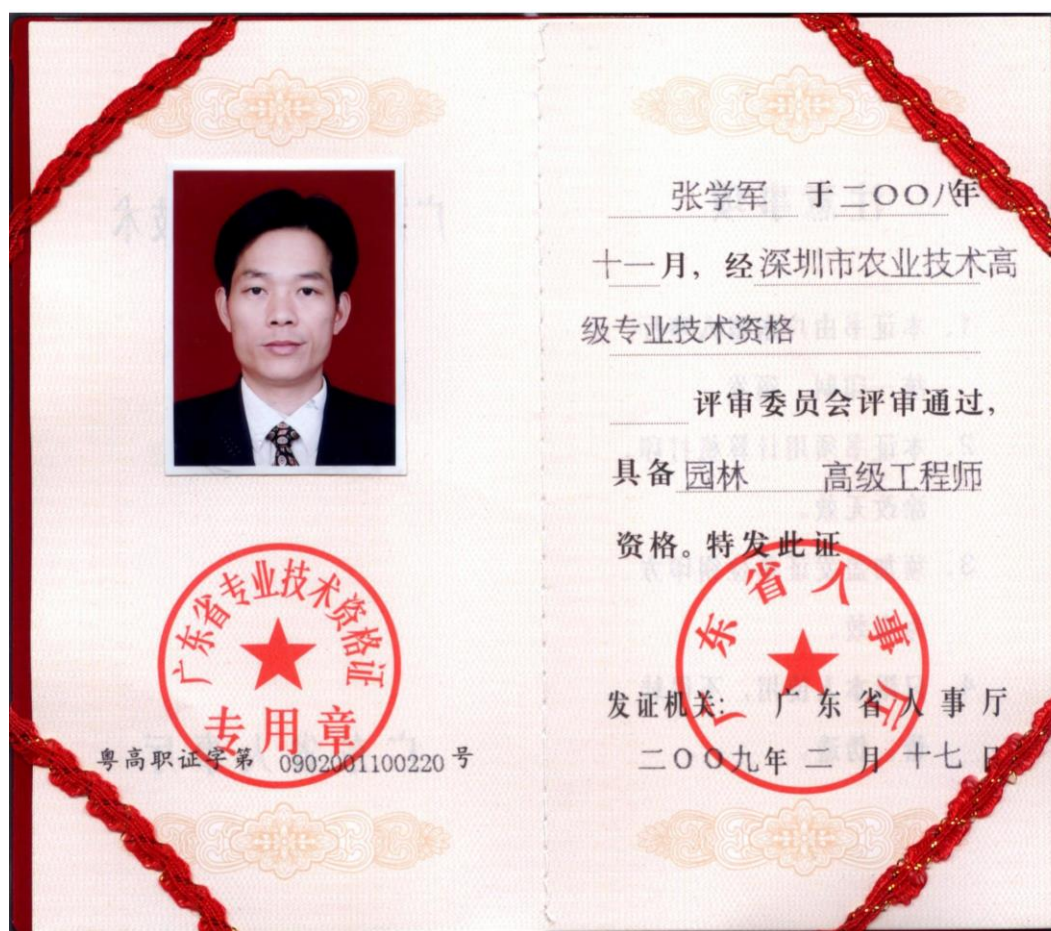 广东省专业技术资格证
专用章
粤高职证字第 0902001100220 号
张学军 于二〇〇八年
十一月，经深圳市农业技术高
级专业技术资格
评审委员会评审通过，
具备园林 高级工程师
资格。特发此证
广东省人事厅
发证机关：广东省人事厅
二〇〇九年 二 月 十七 日